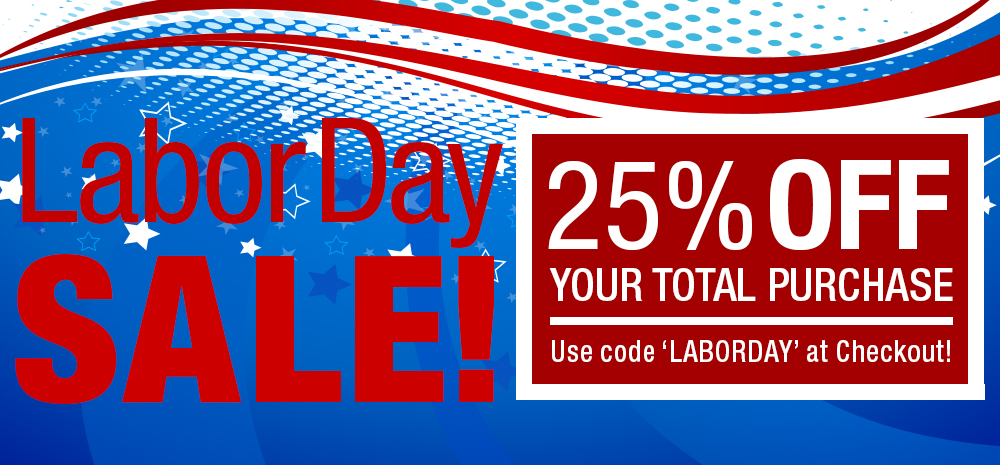 Labor Day
SALE!
25% OFF
YOUR TOTAL PURCHASE
Use code ‘LABORDAY’ at Checkout!